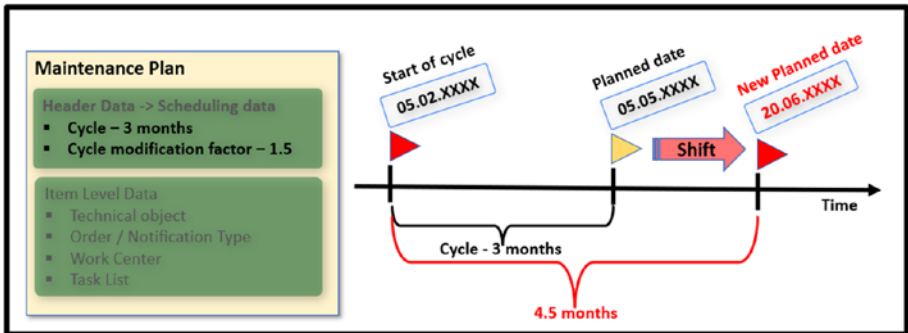 Maintenance Plan
Header Data -> Scheduling data
▪ Cycle – 3 months
▪ Cycle modification factor – 1.5
Item Level Data
▪ Technical object
▪ Order / Notification Type
▪ Work Center
▪ Task List
Start of cycle
05.02.XXXX
Planned date
05.05.XXXX
New Planned date
20.06.XXXX
Shift
Time
Cycle - 3 months
4.5 months